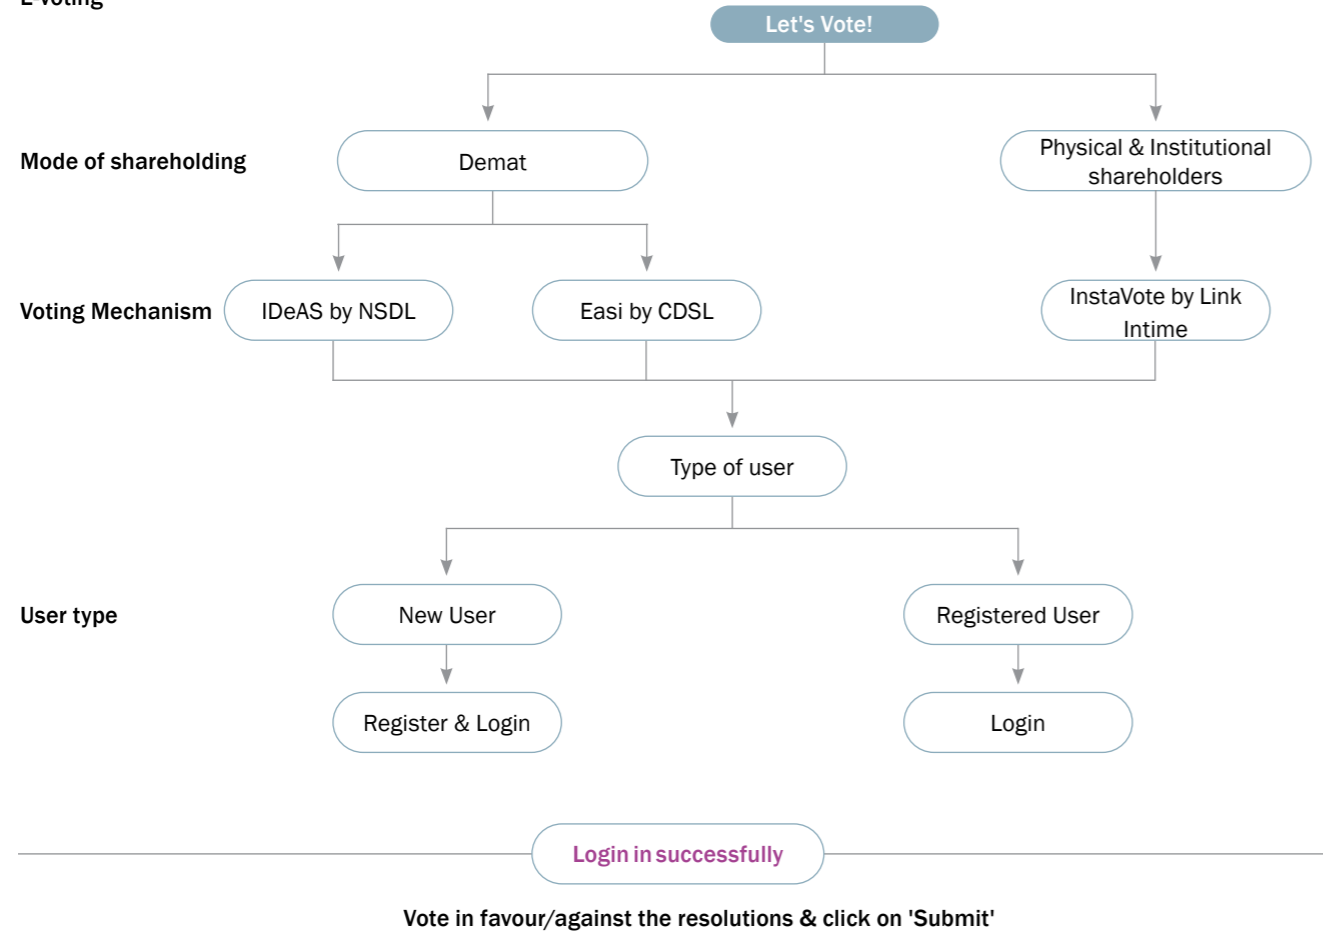 E-voting
Let's Vote!
Mode of shareholding
Demat
Physical & Institutional
shareholders
Voting Mechanism
IDeAS by NSDL
Easi by CDSL
InstaVote by Link
Intime
Type of user
User type
New User
Registered User
Register & Login
Login
Login in successfully
Vote in favour/against the resolutions & click on 'Submit'